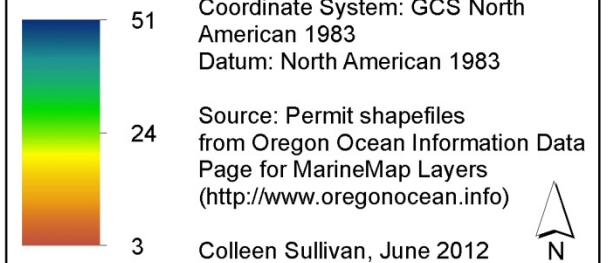 51
24
3
Coordinate System: GCS North
American 1983
Datum: North American 1983
Source: Permit shapefiles
from Oregon Ocean Information Data
Page for MarineMap Layers
(http://www.oregonocean.info)
Colleen Sullivan, June 2012
N